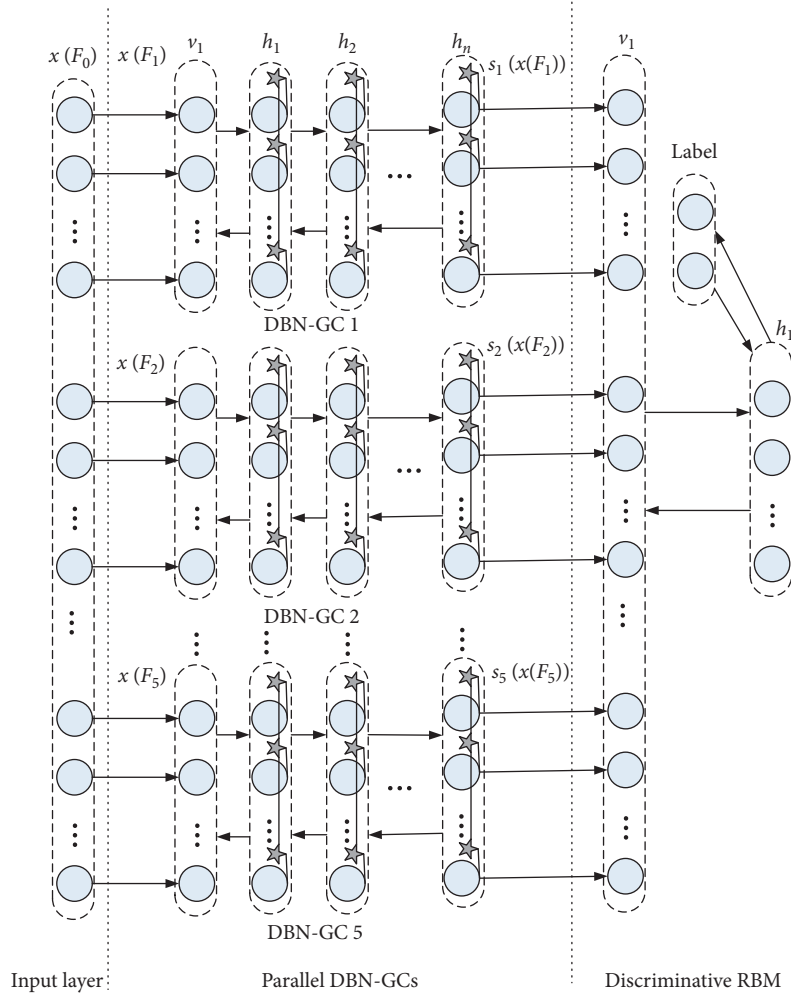 x (F0) x (F1) v1 h1 h2 hn s1 (x(F1)) v1
Label
h1
DBN-GC 1
x (F2) s2 (x(F2))
DBN-GC 2
x (F5) s5 (x(F5))
DBN-GC 5
Input layer Parallel DBN-GCs Discriminative RBM